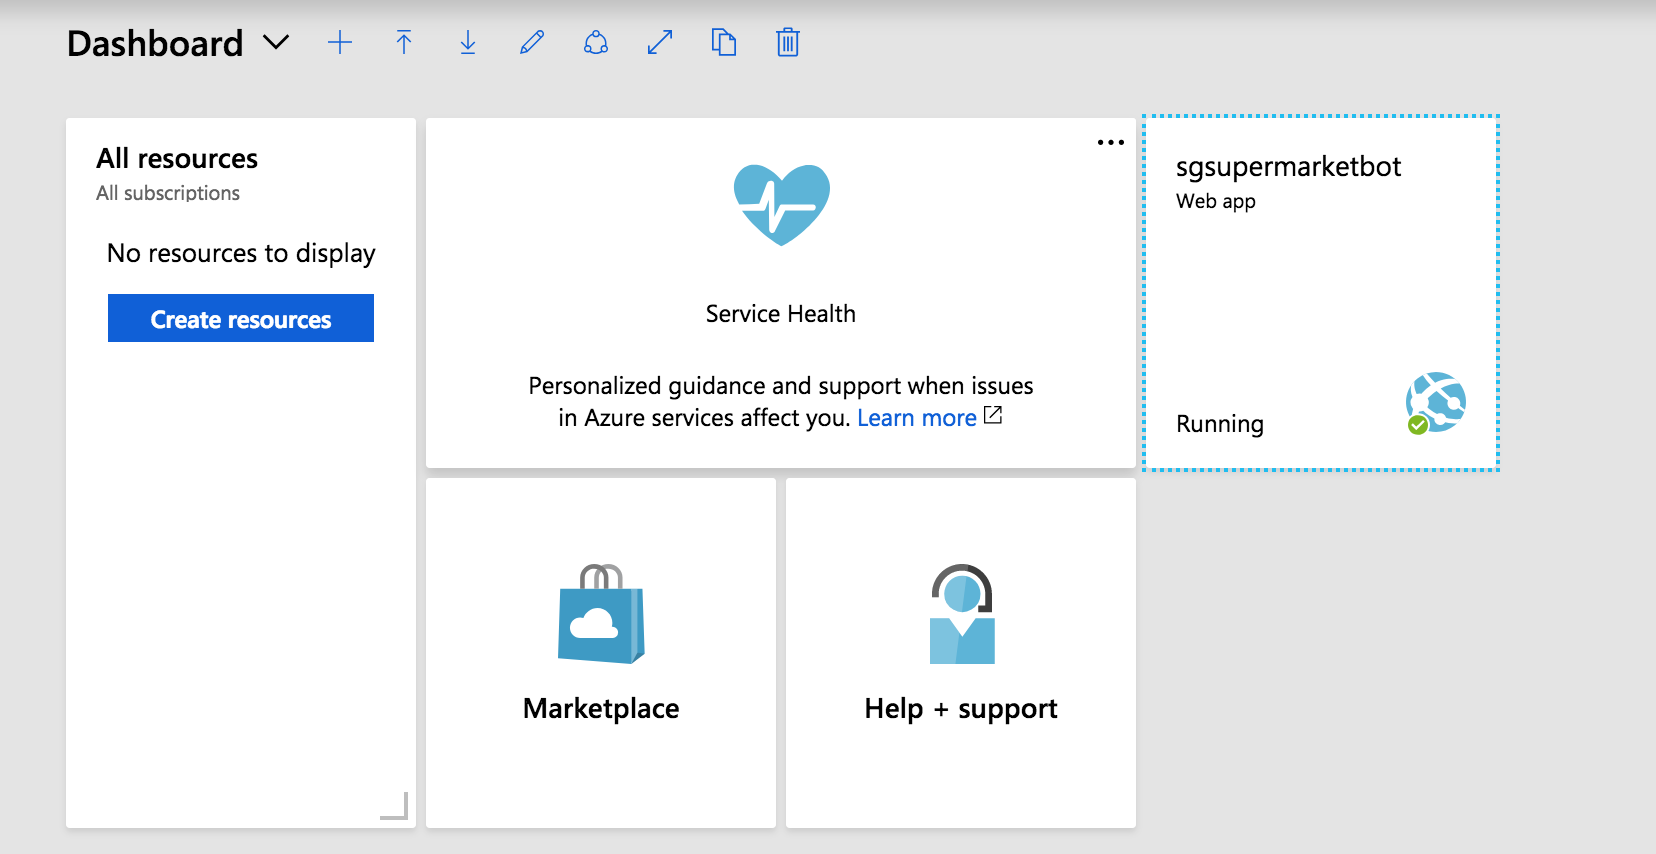 Dashboard
All resources
All subscriptions
No resources to display
Create resources
Service Health
Personalized guidance and support when issues
in Azure services affect you. Learn more
sgsupermarketbot
Web app
Running
Marketplace
Help + support